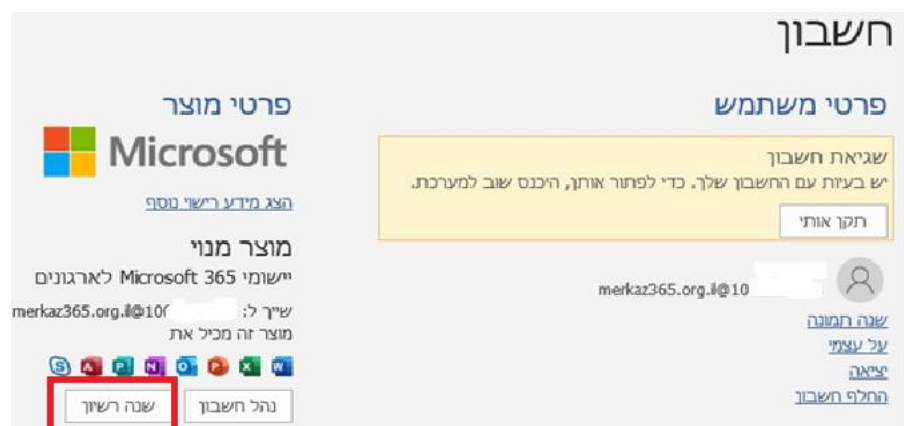 חשבון
פרטי משתמש
שגיאת חשבון
יש בעיות עם החשבון שלך. כדי לפתור אותן, היכנס שוב למערכת.
תקן אותי
merkaz365.org.il@10
שנה תמונה
על עצמי
יציאה
החלף חשבון
פרטי מוצר
Microsoft
הצג מידע רישוי נוסף
מוצר מנוי
יישומי Microsoft 365 לארגונים
שייך ל: merkaz365.org.il@10
מוצר זה מכיל את
נהל חשבון
שנה רשיון